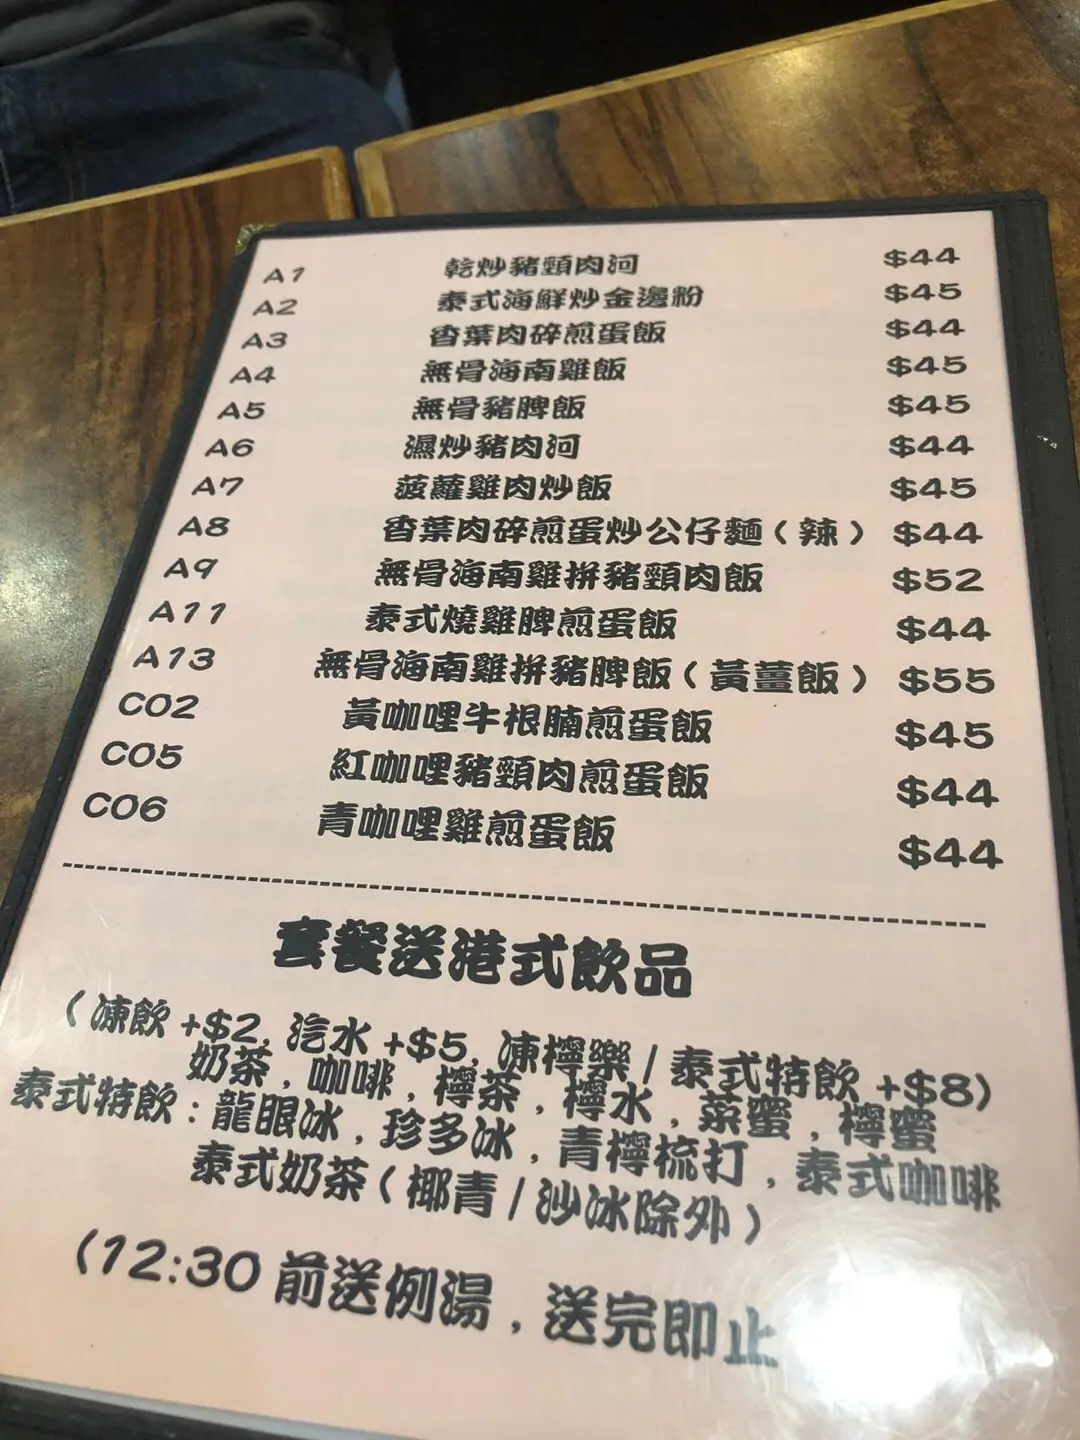 A1 乾炒豬頸肉河 $44
A2 泰式海鮮炒金邊粉 $45
A3 香葉肉碎煎蛋飯 $44
A4 無骨海南雞飯 $45
A5 無骨豬脾飯 $45
A6 濕炒豬肉河 $44
A7 菠蘿雞肉炒飯 $45
A8 香葉肉碎煎蛋炒公仔麵（辣） $44
A9 無骨海南雞拼豬頸肉飯 $52
A11 泰式燒雞脾煎蛋飯 $44
A13 無骨海南雞拼豬脾飯（黃薑飯） $55
C02 黃咖哩牛根腩煎蛋飯 $45
C05 紅咖哩豬頸肉煎蛋飯 $44
C06 青咖哩雞煎蛋飯 $44
套餐送港式飲品
（凍飲+$2, 汽水+$5, 凍檸樂/泰式特飲+$8）
奶茶，咖啡，檸茶，檸水，菜蜜，檸蜜
泰式特飲：龍眼冰，珍多冰，青檸梳打，泰式咖啡
泰式奶茶（椰青/沙冰除外）
（12:30前送例湯，送完即止